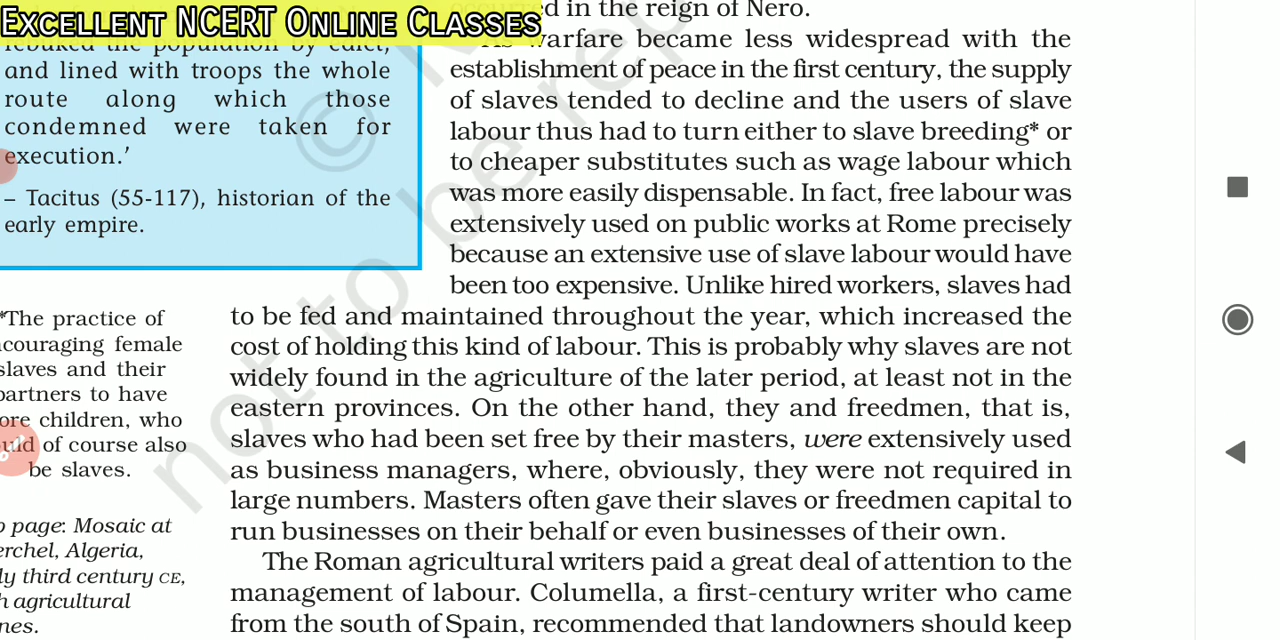 EXCELLENT NCERT ONLINE CLASSES
rebuked the population by edict,
and lined with troops the whole
route along which those
condemned were taken for
execution.'
– Tacitus (55-117), historian of the
early empire.
*The practice of
female
slaves and their
to have
children, who
of course also
be slaves.
page: Mosaic at
Algeria,
third century CE,
agricultural
occurred in the reign of Nero.
warfare became less widespread with the
establishment of peace in the first century, the supply
of slaves tended to decline and the users of slave
labour thus had to turn either to slave breeding* or
to cheaper substitutes such as wage labour which
was more easily dispensable. In fact, free labour was
extensively used on public works at Rome precisely
because an extensive use of slave labour would have
been too expensive. Unlike hired workers, slaves had
to be fed and maintained throughout the year, which increased the
cost of holding this kind of labour. This is probably why slaves are not
widely found in the agriculture of the later period, at least not in the
eastern provinces. On the other hand, they and freedmen, that is,
slaves who had been set free by their masters, were extensively used
as business managers, where, obviously, they were not required in
large numbers. Masters often gave their slaves or freedmen capital to
run businesses on their behalf or even businesses of their own.
The Roman agricultural writers paid a great deal of attention to the
management of labour. Columella, a first-century writer who came
from the south of Spain, recommended that landowners should keep
not to be